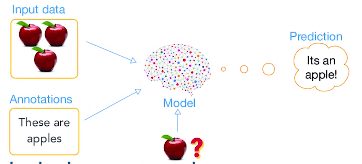 Input data
Prediction
Its an
apple!
Annotations
Model
These are
apples
?